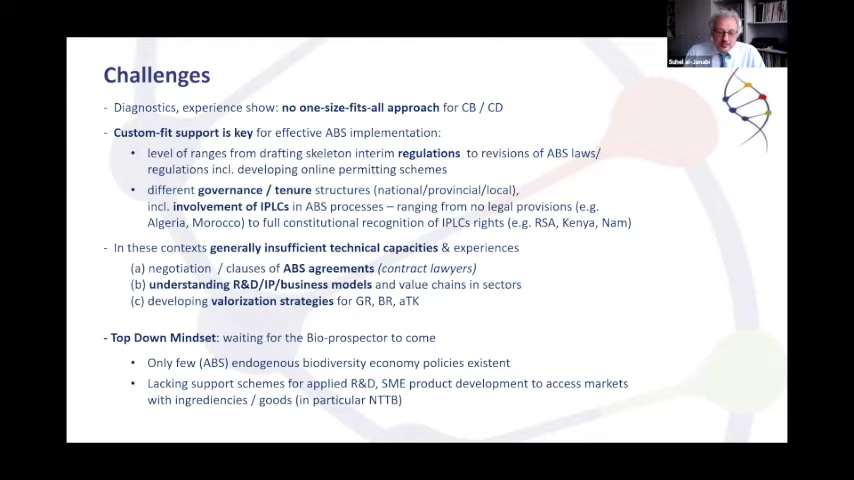 Suhel al-Janabi
Challenges
- Diagnostics, experience show: no one-size-fits-all approach for CB / CD
- Custom-fit support is key for effective ABS implementation:
• level of ranges from drafting skeleton interim regulations to revisions of ABS laws/
regulations incl. developing online permitting schemes
• different governance / tenure structures (national/provincial/local),
incl. involvement of IPLCs in ABS processes – ranging from no legal provisions (e.g.
Algeria, Morocco) to full constitutional recognition of IPLCs rights (e.g. RSA, Kenya, Nam)
- In these contexts generally insufficient technical capacities & experiences
(a) negotiation / clauses of ABS agreements (contract lawyers)
(b) understanding R&D/IP/business models and value chains in sectors
(c) developing valorization strategies for GR, BR, aTK
- Top Down Mindset: waiting for the Bio-prospector to come
• Only few (ABS) endogenous biodiversity economy policies existent
• Lacking support schemes for applied R&D, SME product development to access markets
with ingrediencies / goods (in particular NTTB)